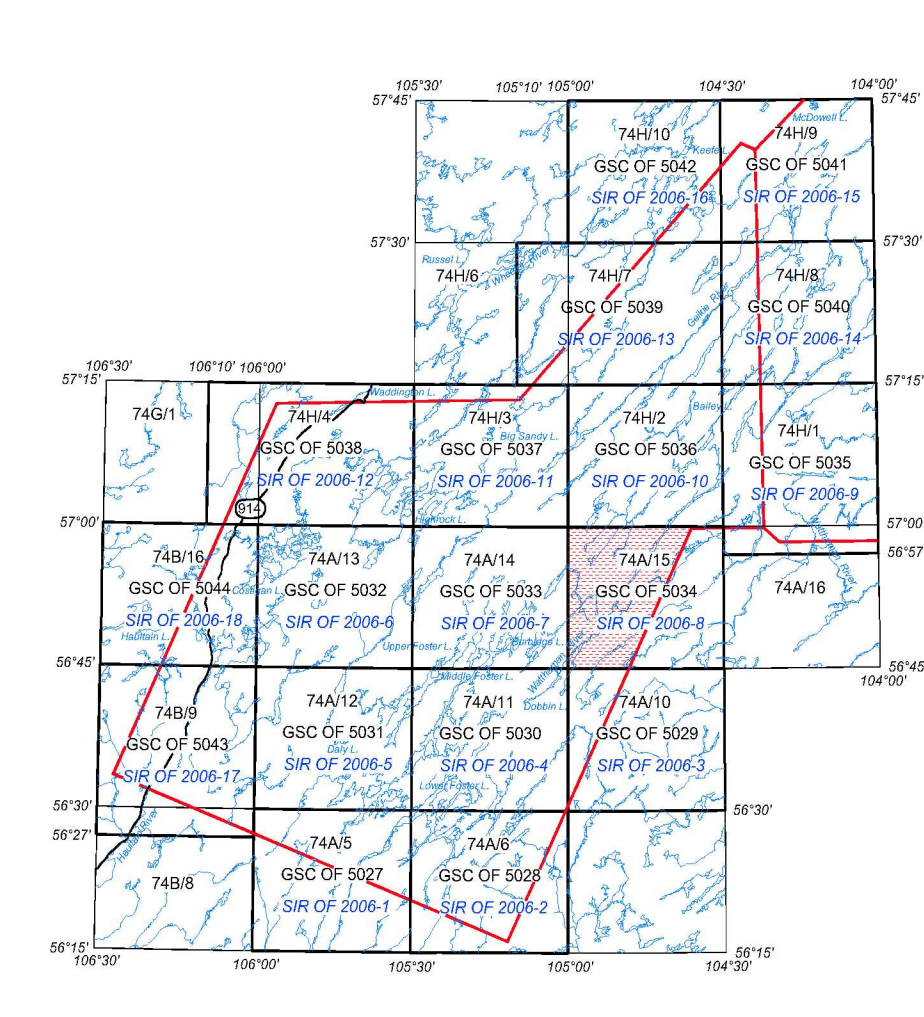 105°30' 105°10' 105°00' 104°30' 104°00'
57°45' 57°45'
McDowell L.
74H/10 74H/9
Keefe L.
GSC OF 5042 GSC OF 5041
SIR OF 2006-16 SIR OF 2006-15
57°30' 57°30'
Russel L.
Wheeler River
74H/6 74H/7 74H/8
Geikie River
GSC OF 5039 GSC OF 5040
SIR OF 2006-13 SIR OF 2006-14
106°30' 106°10' 106°00'
57°15' 57°15'
Waddington L.
74G/1 74H/4 74H/3 74H/2 74H/1
Bailey L.
Big Sandy L.
GSC OF 5038 GSC OF 5037 GSC OF 5036 GSC OF 5035
SIR OF 2006-12 SIR OF 2006-11 SIR OF 2006-10 SIR OF 2006-9
914
57°00' 57°00'
Highrock L.
56°57'
74B/16 74A/13 74A/14 74A/15 74A/16
River
GSC OF 5044 GSC OF 5032 GSC OF 5033 GSC OF 5034
Costigan L.
SIR OF 2006-18 SIR OF 2006-6 SIR OF 2006-7 SIR OF 2006-8
Haultain L.
Upper Foster L.
56°45' 56°45'
Middle Foster L.
104°00'
74B/9 74A/12 74A/11 74A/10
Dobbin L.
GSC OF 5043 GSC OF 5031 GSC OF 5030 GSC OF 5029
Daly L.
SIR OF 2006-17 SIR OF 2006-5 SIR OF 2006-4 SIR OF 2006-3
Lower Foster L.
56°30' 56°30'
56°27'
Haultain River
74A/5 74A/6
74B/8 GSC OF 5027 GSC OF 5028
SIR OF 2006-1 SIR OF 2006-2
56°15' 56°15'
106°30' 106°00' 105°30' 105°00' 104°30'